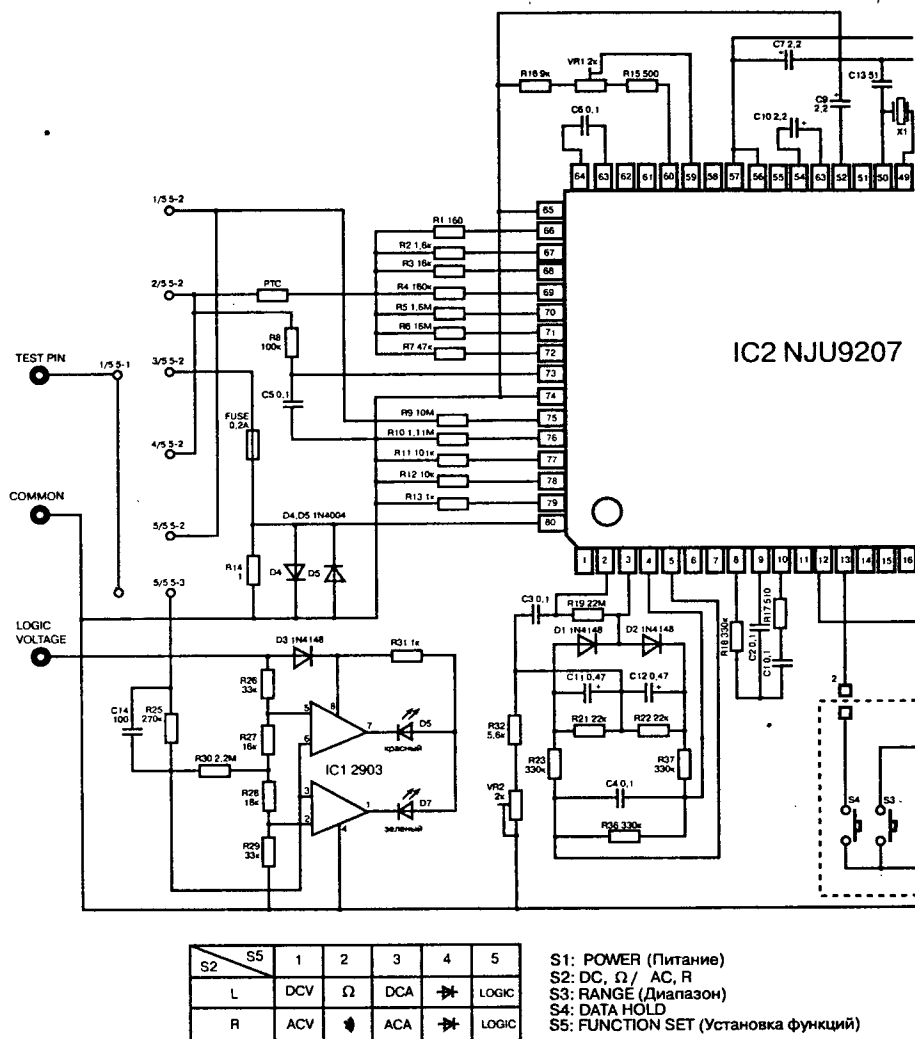 C7 2,2
VR1 2к
R16 9к
R15 500
C13 51
C9 2,2
C6 0,1
C10 2,2
X1
64 63 62 61 60 59 58 57 56 55 54 63 52 51 50 49
1/5 5-2
65
R1 160
66
R2 1,6к
67
R3 16к
68
2/5 5-2
PTC
R4 160к
69
R5 1,6M
70
R6 16M
71
R8 100к
R7 47к
72
IC2 NJU9207
TEST PIN
1/5 5-1
3/5 5-2
73
C5 0,1
74
FUSE 0,2A
R9 10M
75
R10 1,11M
76
4/5 5-2
R11 101к
77
R12 10к
78
COMMON
R13 1к
79
5/5 5-2
D4,D5 1N4004
80
R14 1
D4
D5
1 2 3 4 5 6 7 8 9 10 11 12 13 14 15 16
5/5 5-3
C3 0,1
R19 22M
R17 510
LOGIC
VOLTAGE
D3 1N4148
R31 1к
D1 1N4148
D2 1N4148
R18 330к
C2 0,1
C1 0,1
R26
33к
C11 0,47
C12 0,47
2
C14
100
R25
270к
5
8
7
D5
R21 22к
R22 22к
R32
5,6к
R27
16к
6
красный
R30 2,2M
IC1 2903
R23
330к
R37
330к
R28
18к
3
D7
C4 0,1
VR2
2к
S4
S3
2
1
4
зеленый
R36 330к
R29
33к
S2 S5 1 2 3 4 5
L DCV Ω DCA LOGIC
R ACV ACA LOGIC
S1: POWER (Питание)
S2: DC, Ω / AC, R
S3: RANGE (Диапазон)
S4: DATA HOLD
S5: FUNCTION SET (Установка функций)